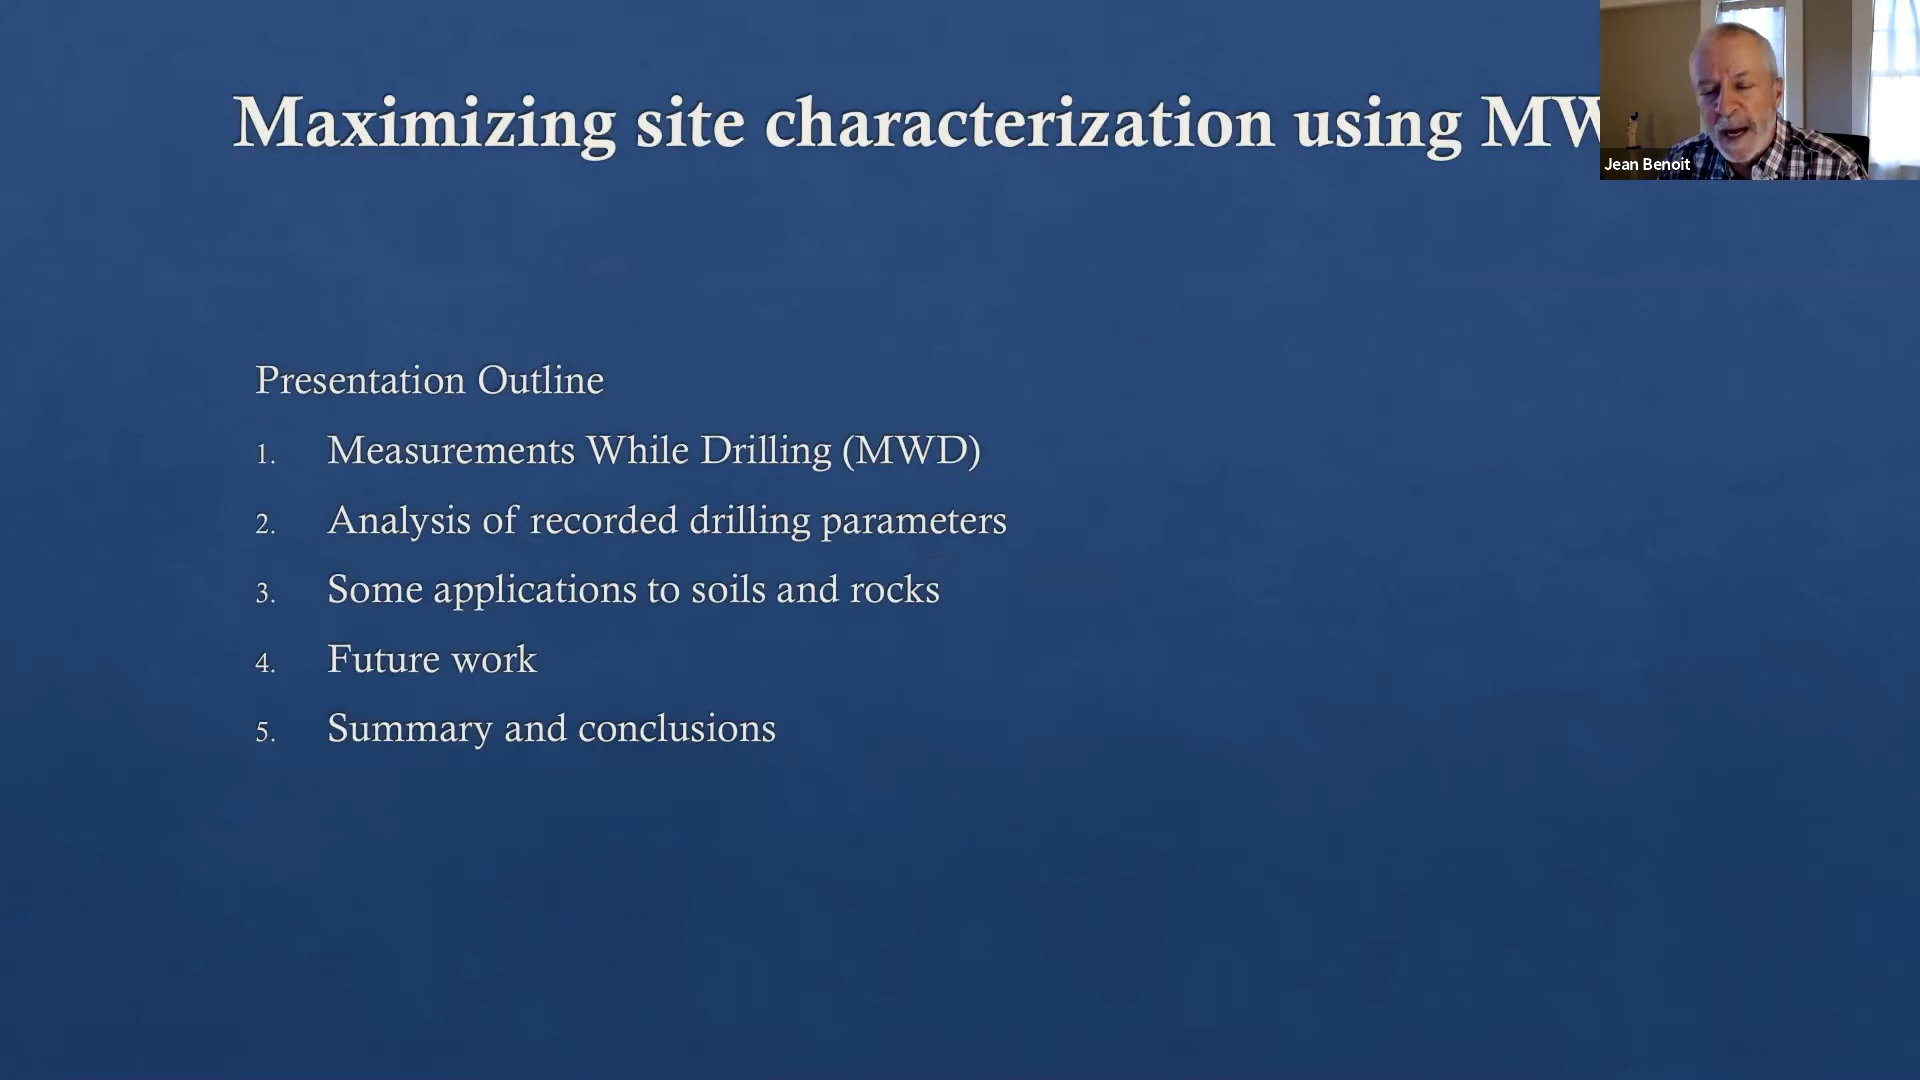 Maximizing site characterization using MW
Jean Benoit
Presentation Outline
1. Measurements While Drilling (MWD)
2. Analysis of recorded drilling parameters
3. Some applications to soils and rocks
4. Future work
5. Summary and conclusions